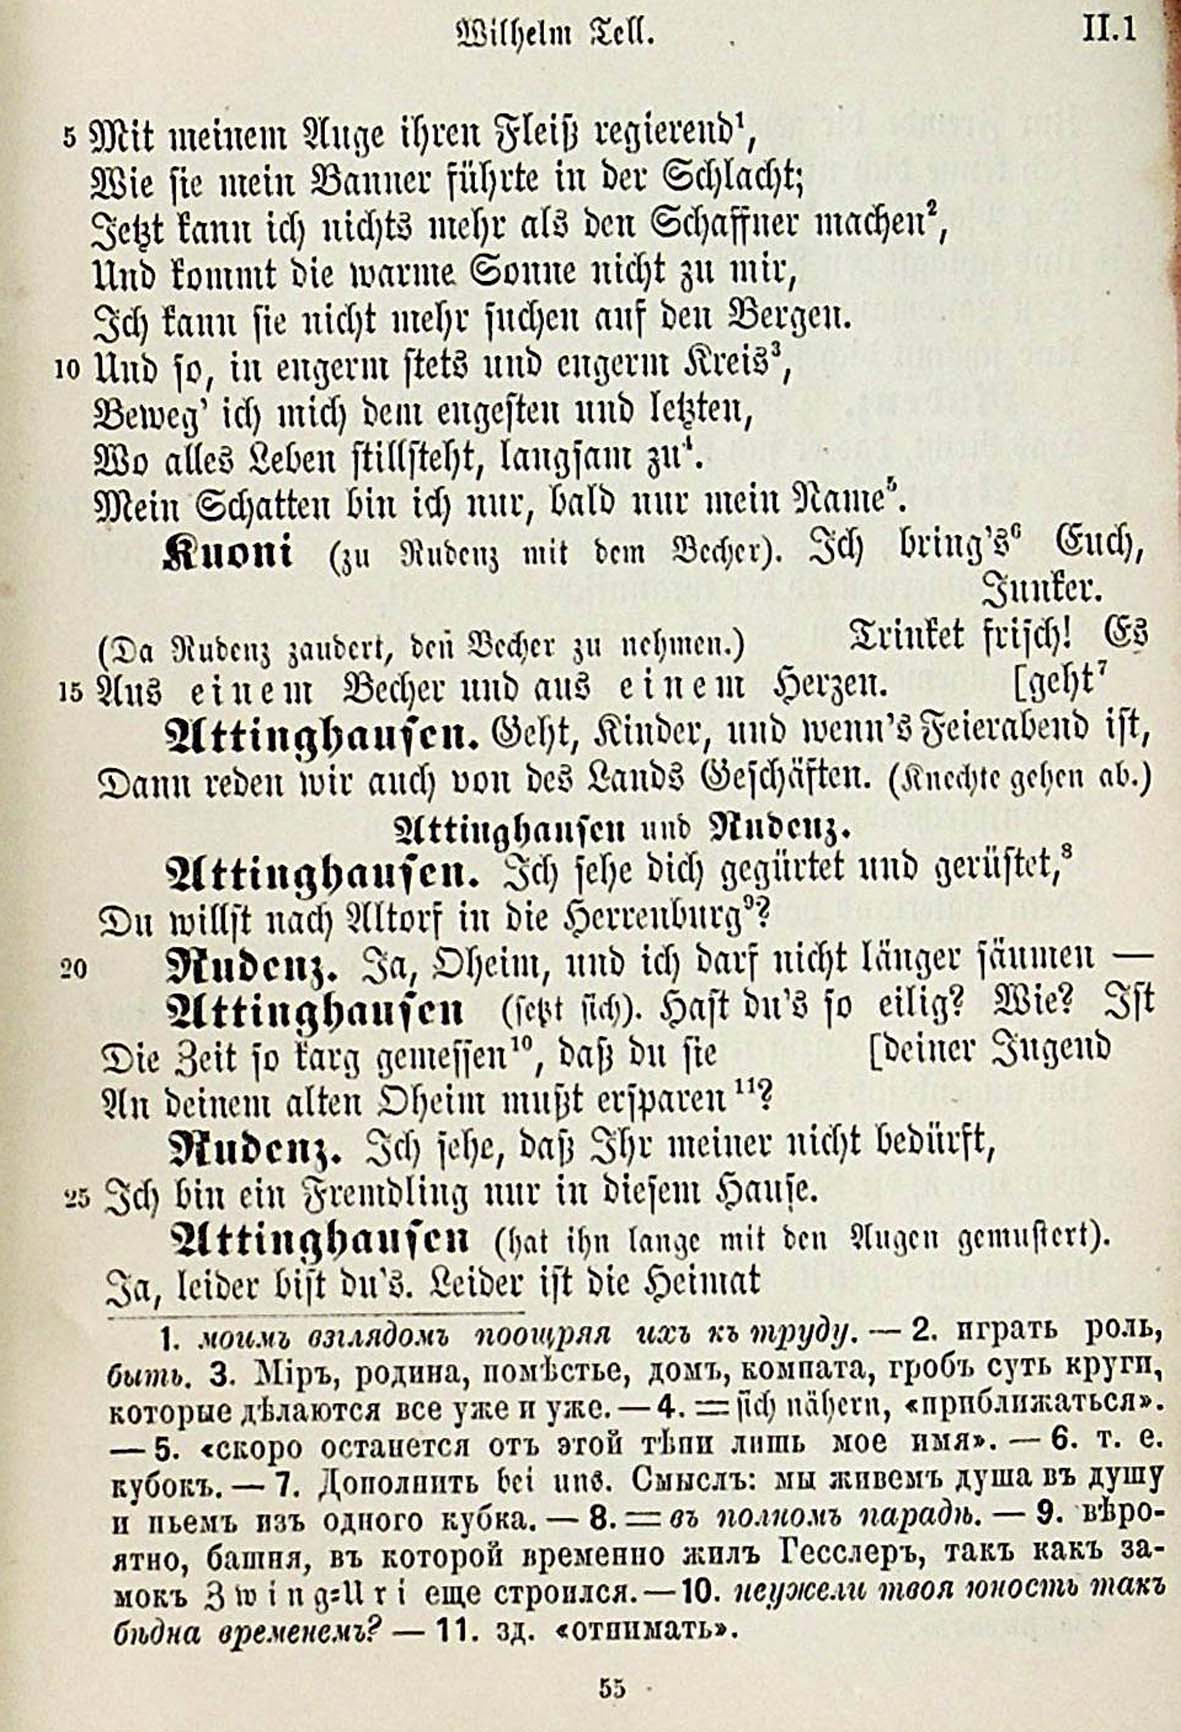 Wilhelm Tell. II.1
5 Mit meinem Auge ihren Fleiß regierend¹,
Wie sie mein Banner führte in der Schlacht;
Jetzt kann ich nichts mehr als den Schaffner machen²,
Und kommt die warme Sonne nicht zu mir,
Ich kann sie nicht mehr suchen auf den Bergen.
10 Und so, in engerm stets und engerm Kreis³,
Beweg' ich mich dem engesten und letzten,
Wo alles Leben stillsteht, langsam zu⁴.
Mein Schatten bin ich nur, bald nur mein Name⁵.
Kuoni (zu Rudenz mit dem Becher). Ich bring's⁶ Euch,
Junker.
(Da Rudenz zaudert, den Becher zu nehmen.) Trinket frisch! Es
15 Aus einem Becher und aus einem Herzen. [geht⁷
Attinghausen. Geht, Kinder, und wenn's Feierabend ist,
Dann reden wir auch von des Lands Geschäften. (Knechte gehen ab.)
Attinghausen und Rudenz.
Attinghausen. Ich sehe dich gegürtet und gerüstet,⁸
Du willst nach Altorf in die Herrenburg⁹?
20 Rudenz. Ja, Oheim, und ich darf nicht länger säumen —
Attinghausen (setzt sich). Hast du's so eilig? Wie? Ist
Die Zeit so karg gemessen¹⁰, daß du sie [deiner Jugend
An deinem alten Oheim mußt ersparen¹¹?
Rudenz. Ich sehe, daß Ihr meiner nicht bedürft,
25 Ich bin ein Fremdling nur in diesem Hause.
Attinghausen (hat ihn lange mit den Augen gemustert).
Ja, leider bist du's. Leider ist die Heimat
1. моимъ взглядомъ поощряя ихъ къ труду. — 2. играть роль,
быть. 3. Міръ, родина, помѣстье, домъ, комната, гробъ суть круги,
которые дѣлаются все уже и уже. — 4. = sich nähern, «приближаться».
— 5. «скоро останется отъ этой тѣни лишь мое имя». — 6. т. е.
кубокъ. — 7. Дополнить bei uns. Смыслъ: мы живемъ душа въ душу
и пьемъ изъ одного кубка. — 8. = въ полномъ парадѣ. — 9. вѣро-
ятно, башня, въ которой временно жилъ Гесслеръ, такъ какъ за-
мокъ Zwing-Uri еще строился. — 10. неужели твоя юность такъ
бѣдна временемъ? — 11. зд. «отнимать».
55